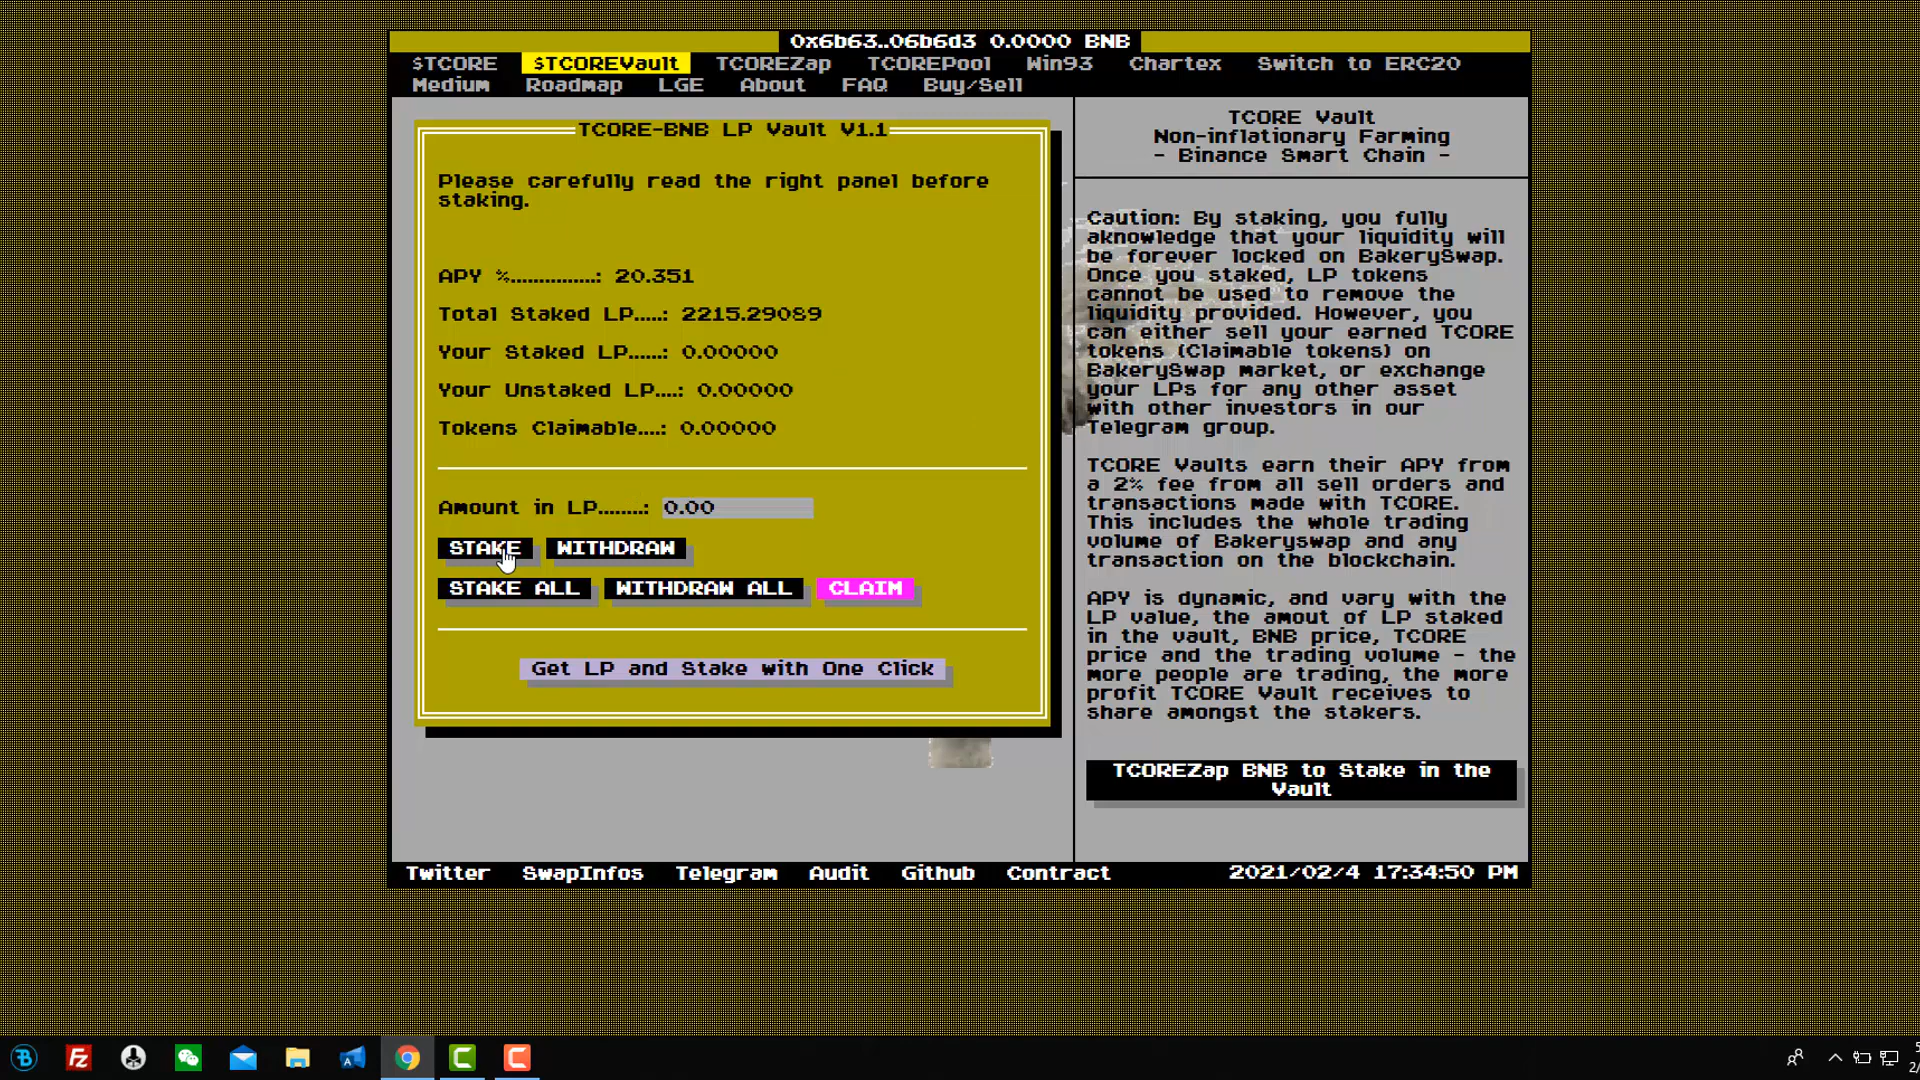 0x6b63..06b6d3 0.0000 BNB
$TCORE $TCOREVault TCOREZap TCOREPool Win93 Chartex Switch to ERC20
Medium Roadmap LGE About FAQ Buy/Sell
TCORE-BNB LP Vault V1.1
Please carefully read the right panel before
staking.
APY %..............: 20.351
Total Staked LP.....: 2215.29089
Your Staked LP......: 0.00000
Your Unstaked LP....: 0.00000
Tokens Claimable....: 0.00000
Amount in LP........: 0.00
STAKE WITHDRAW
STAKE ALL WITHDRAW ALL CLAIM
Get LP and Stake with One Click
TCORE Vault
Non-inflationary Farming
- Binance Smart Chain -
Caution: By staking, you fully
aknowledge that your liquidity will
be forever locked on BakerySwap.
Once you staked, LP tokens
cannot be used to remove the
liquidity provided. However, you
can either sell your earned TCORE
tokens (Claimable tokens) on
BakerySwap market, or exchange
your LPs for any other asset
with other investors in our
Telegram group.
TCORE Vaults earn their APY from
a 2% fee from all sell orders and
transactions made with TCORE.
This includes the whole trading
volume of Bakeryswap and any
transaction on the blockchain.
APY is dynamic, and vary with the
LP value, the amout of LP staked
in the vault, BNB price, TCORE
price and the trading volume - the
more people are trading, the more
profit TCORE Vault receives to
share amongst the stakers.
TCOREZap BNB to Stake in the
Vault
Twitter SwapInfos Telegram Audit Github Contract 2021/02/4 17:34:50 PM